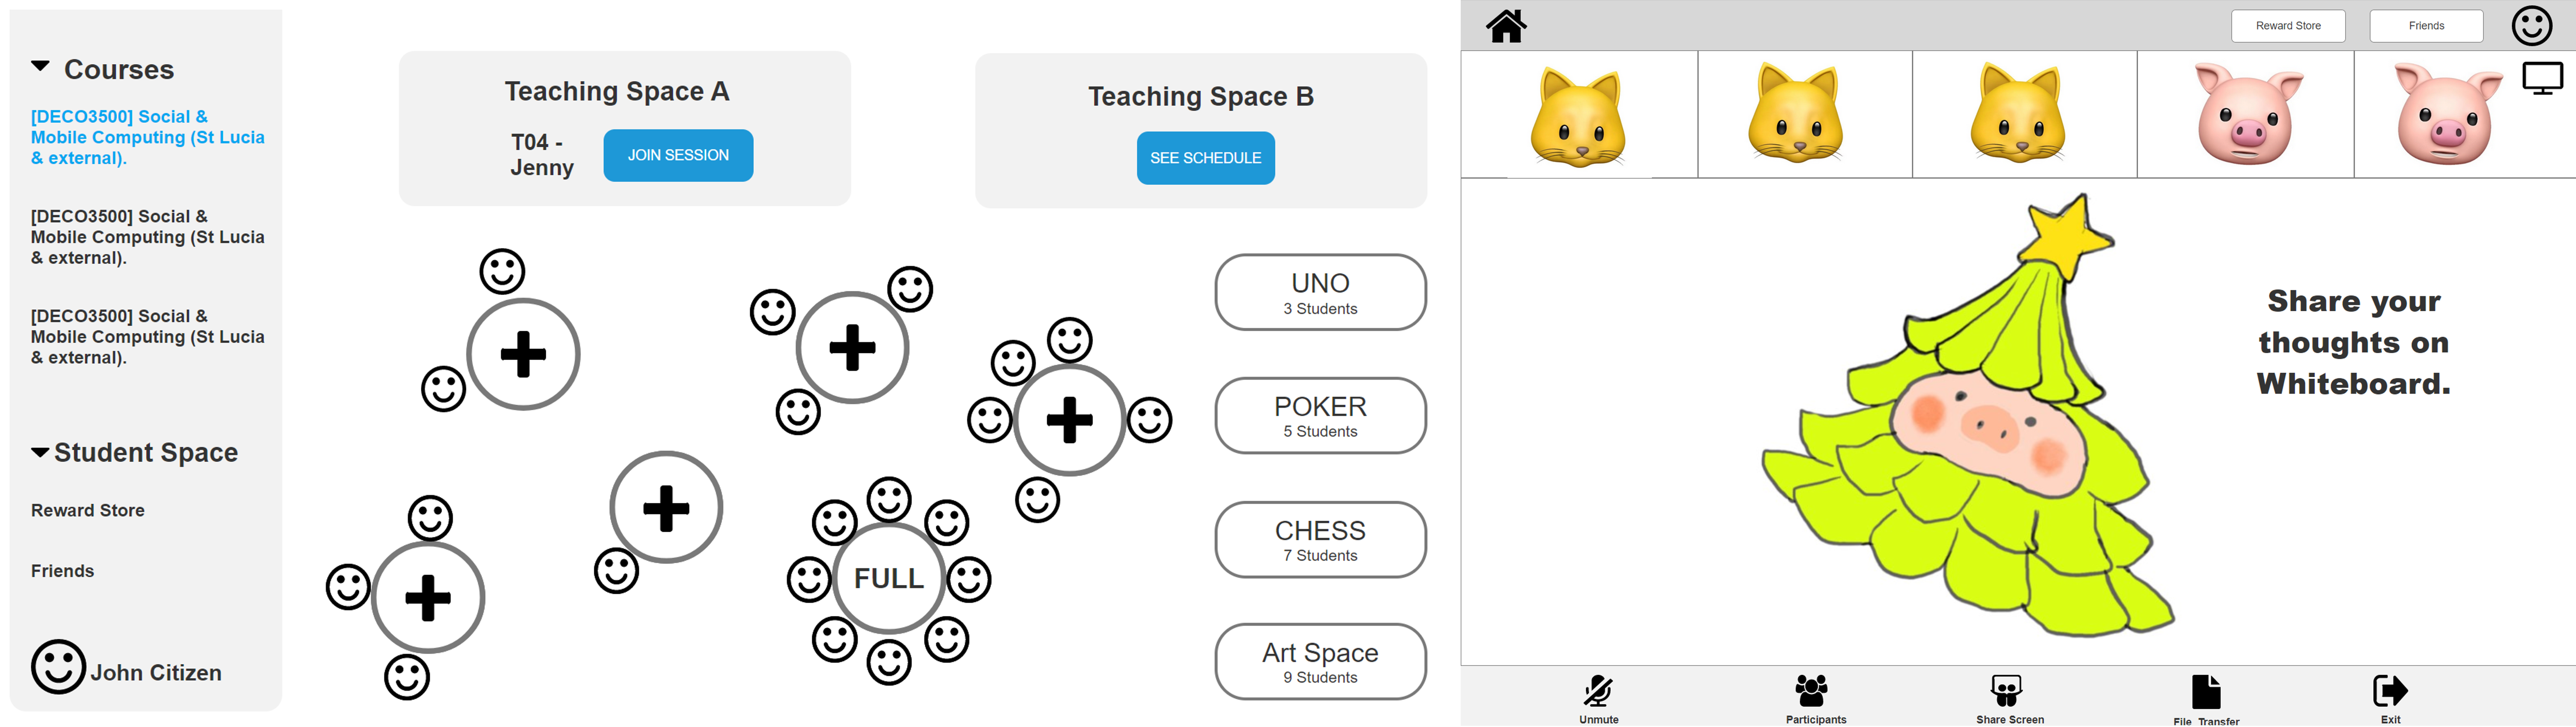 Courses
[DECO3500] Social &
Mobile Computing (St Lucia
& external).
[DECO3500] Social &
Mobile Computing (St Lucia
& external).
[DECO3500] Social &
Mobile Computing (St Lucia
& external).
Student Space
Reward Store
Friends
John Citizen
Teaching Space A
T04 -
Jenny
JOIN SESSION
Teaching Space B
SEE SCHEDULE
FULL
UNO
3 Students
POKER
5 Students
CHESS
7 Students
Art Space
9 Students
Reward Store
Friends
Share your
thoughts on
Whiteboard.
Unmute
Participants
Share Screen
File Transfer
Exit